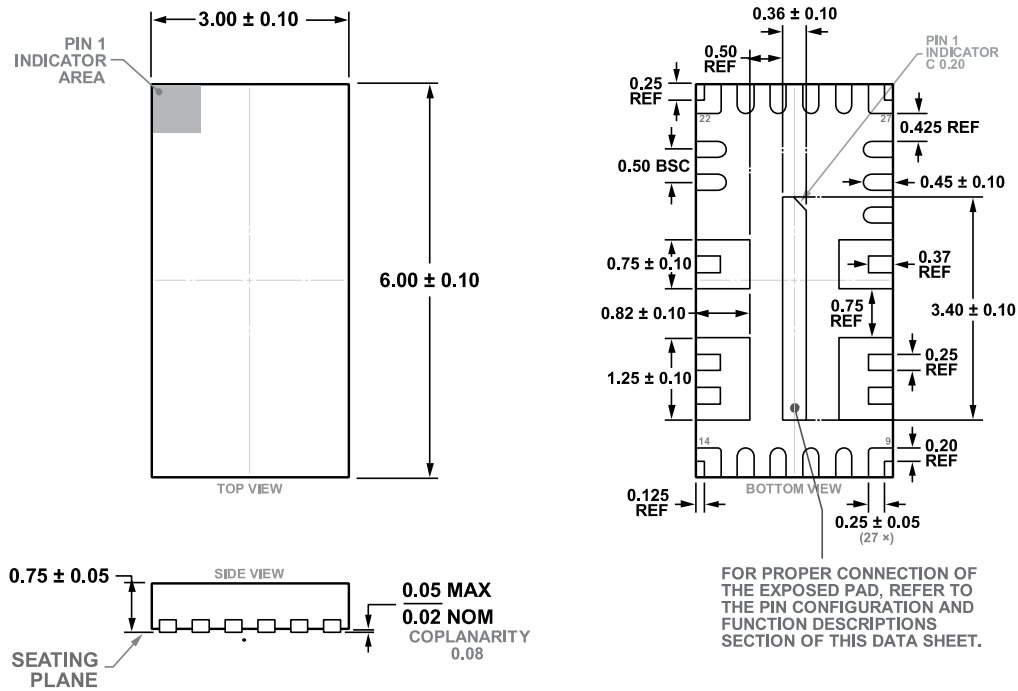 3.00 ± 0.10
PIN 1
INDICATOR
AREA
6.00 ± 0.10
TOP VIEW
0.36 ± 0.10
0.50
REF
PIN 1
INDICATOR
C 0.20
0.25
REF
22
27
0.425 REF
0.50 BSC
0.45 ± 0.10
0.75 ± 0.10
0.37
REF
0.82 ± 0.10
0.75
REF
3.40 ± 0.10
1.25 ± 0.10
0.25
REF
14
9
0.20
REF
0.125
REF
BOTTOM VIEW
0.25 ± 0.05
(27 ×)
SIDE VIEW
0.75 ± 0.05
0.05 MAX
0.02 NOM
COPLANARITY
0.08
SEATING
PLANE
FOR PROPER CONNECTION OF
THE EXPOSED PAD, REFER TO
THE PIN CONFIGURATION AND
FUNCTION DESCRIPTIONS
SECTION OF THIS DATA SHEET.